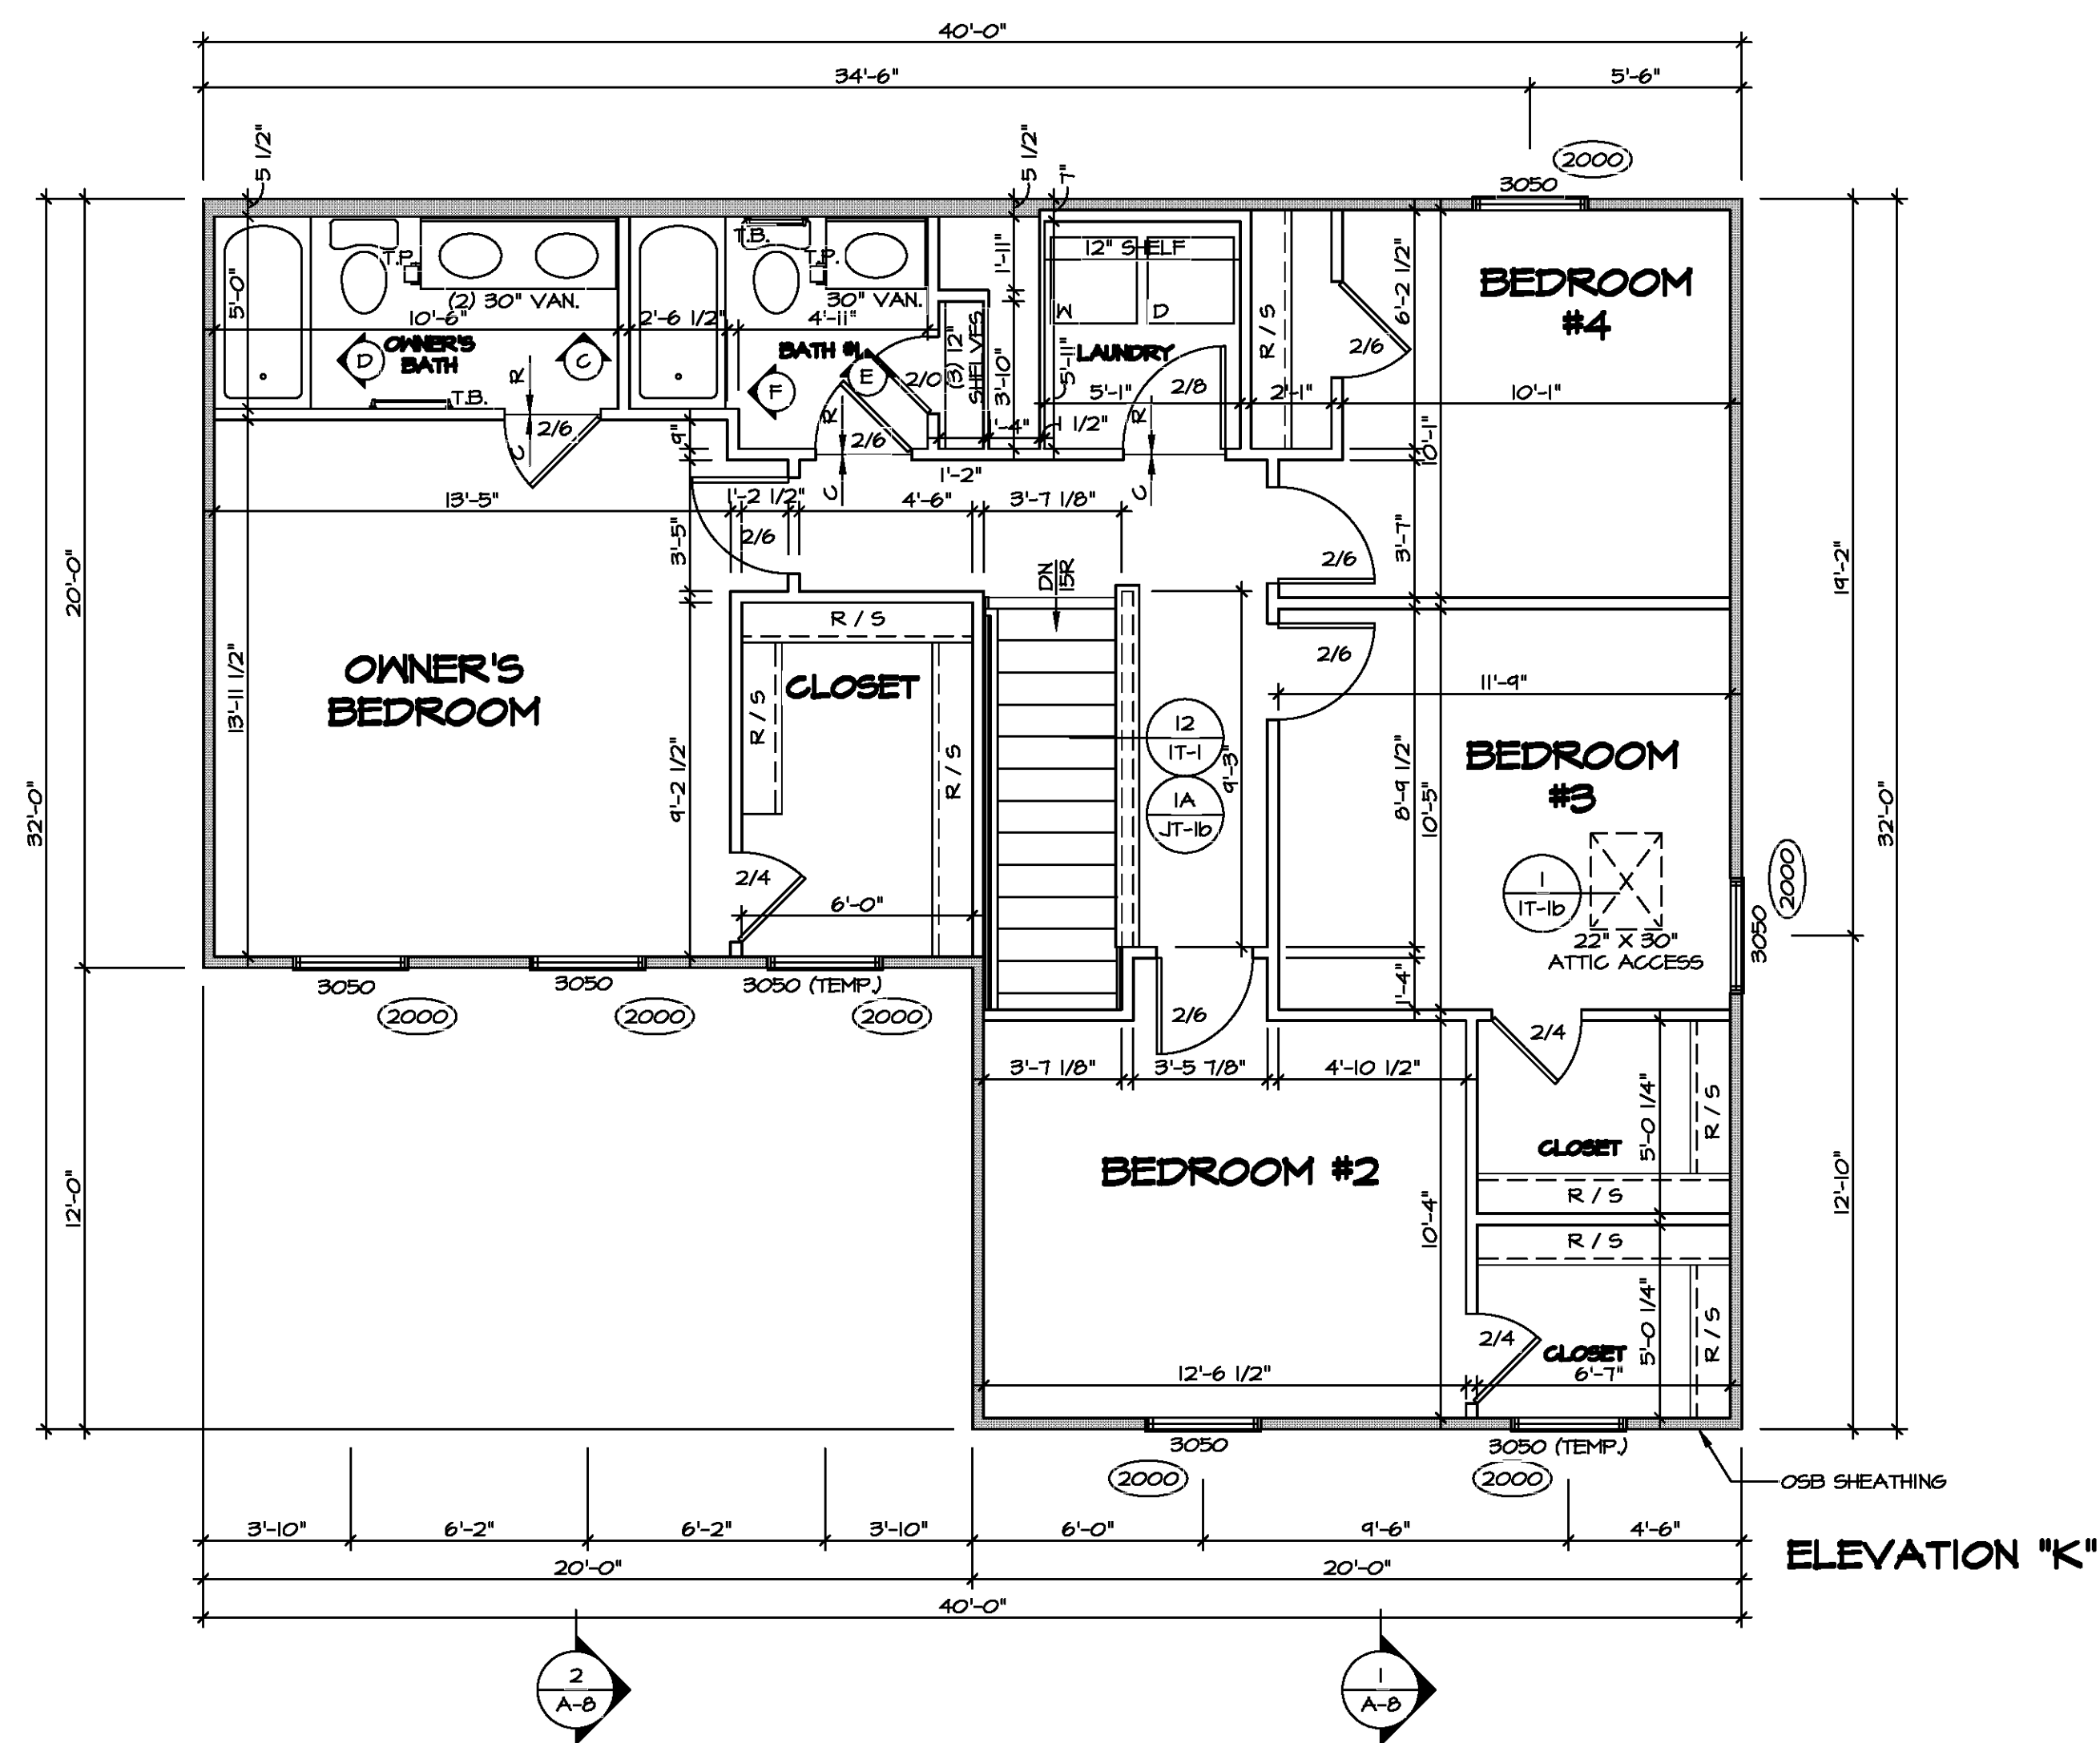 40'-0"
34'-6"
5'-6"
5 1/2"
5 1/2"
7"
2000
3050
T.P.
T.B.
T.P.
12" SHELF
1'-11"
6'-2 1/2"
BEDROOM
#4
5'-0"
(2) 30" VAN.
30" VAN.
W
D
10'-6"
2'-6 1/2"
4'-11"
OWNER'S
BATH
D
C
BATH #1
F
E
2/0
(3) 12"
SHELVES
3'-10"
5'-11"
LAUNDRY
R / S
2/6
T.B.
R
C
2/6
R
C
2/6
5'-1"
2/8
2'-1"
10'-1"
9"
1'-4"
1 1/2"
R
C
10'-1"
1'-2"
13'-5"
1'-2 1/2"
4'-6"
3'-7 1/8"
3'-5"
2/6
3'-7"
2/6
20'-0"
32'-0"
DN
15R
19'-2"
R / S
2/6
OWNER'S
BEDROOM
13'-11 1/2"
CLOSET
R / S
R / S
11'-9"
12
1T-1
9'-3"
BEDROOM
#3
9'-2 1/2"
8'-9 1/2"
10'-5"
1A
JT-1b
32'-0"
2/4
6'-0"
1
1T-1b
22" X 30"
ATTIC ACCESS
2000
3050
3050
3050
3050 (TEMP.)
2000
2000
2000
1'-4"
2/6
2/4
3'-7 1/8"
3'-5 7/8"
4'-10 1/2"
5'-0 1/4"
R / S
12'-0"
12'-10"
BEDROOM #2
CLOSET
10'-4"
R / S
R / S
5'-0 1/4"
R / S
2/4
CLOSET
12'-6 1/2"
6'-7"
3050
3050 (TEMP.)
2000
2000
OSB SHEATHING
3'-10"
6'-2"
6'-2"
3'-10"
6'-0"
9'-6"
4'-6"
ELEVATION "K"
20'-0"
20'-0"
40'-0"
2
A-8
1
A-8